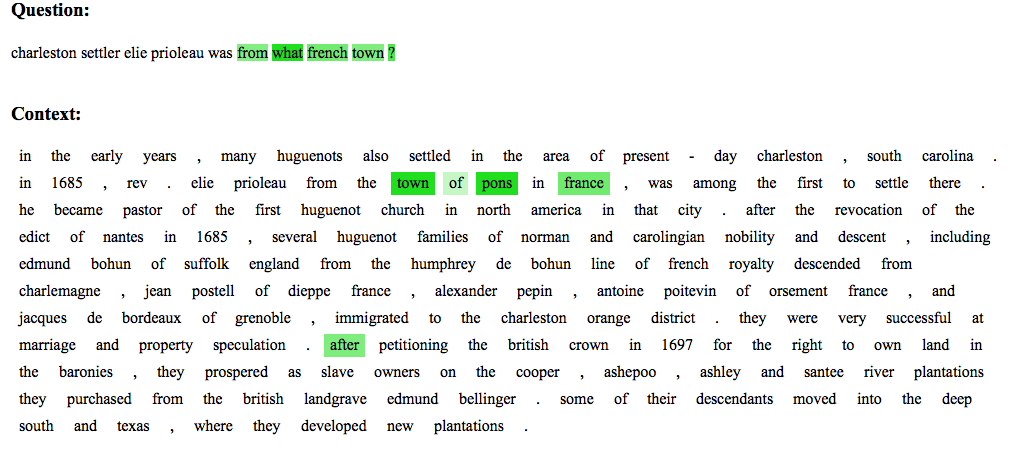 Question:
charleston settler elie prioleau was from what french town ?
Context:
in the early years , many huguenots also settled in the area of present - day charleston , south carolina .
in 1685 , rev . elie prioleau from the town of pons in france , was among the first to settle there .
he became pastor of the first huguenot church in north america in that city . after the revocation of the
edict of nantes in 1685 , several huguenot families of norman and carolingian nobility and descent , including
edmund bohun of suffolk england from the humphrey de bohun line of french royalty descended from
charlemagne , jean postell of dieppe france , alexander pepin , antoine poitevin of orsement france , and
jacques de bordeaux of grenoble , immigrated to the charleston orange district . they were very successful at
marriage and property speculation . after petitioning the british crown in 1697 for the right to own land in
the baronies , they prospered as slave owners on the cooper , ashepoo , ashley and santee river plantations
they purchased from the british landgrave edmund bellinger . some of their descendants moved into the deep
south and texas , where they developed new plantations .